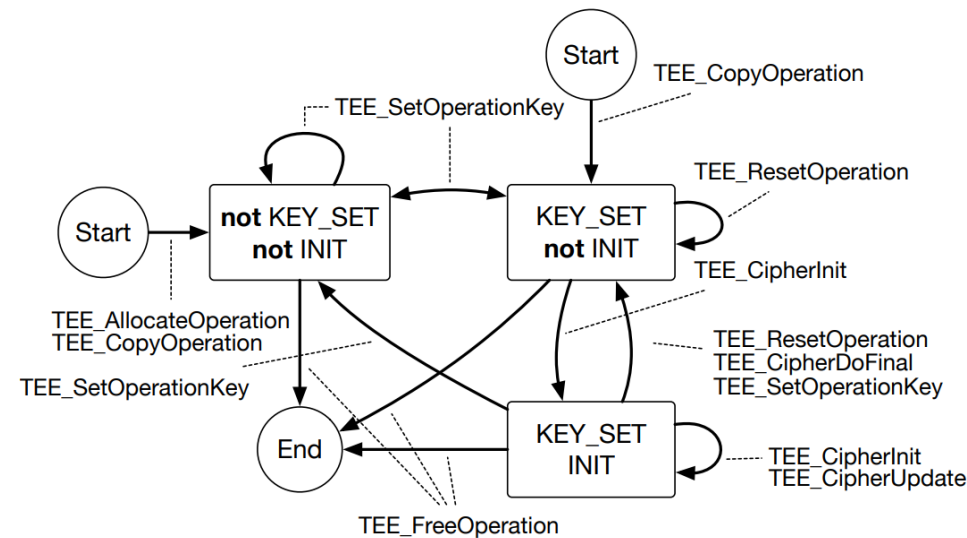 Start
TEE_CopyOperation
TEE_SetOperationKey
TEE_ResetOperation
Start
not KEY_SET
not INIT
KEY_SET
not INIT
TEE_CipherInit
TEE_AllocateOperation
TEE_CopyOperation
TEE_ResetOperation
TEE_CipherDoFinal
TEE_SetOperationKey
TEE_SetOperationKey
End
KEY_SET
INIT
TEE_CipherInit
TEE_CipherUpdate
TEE_FreeOperation